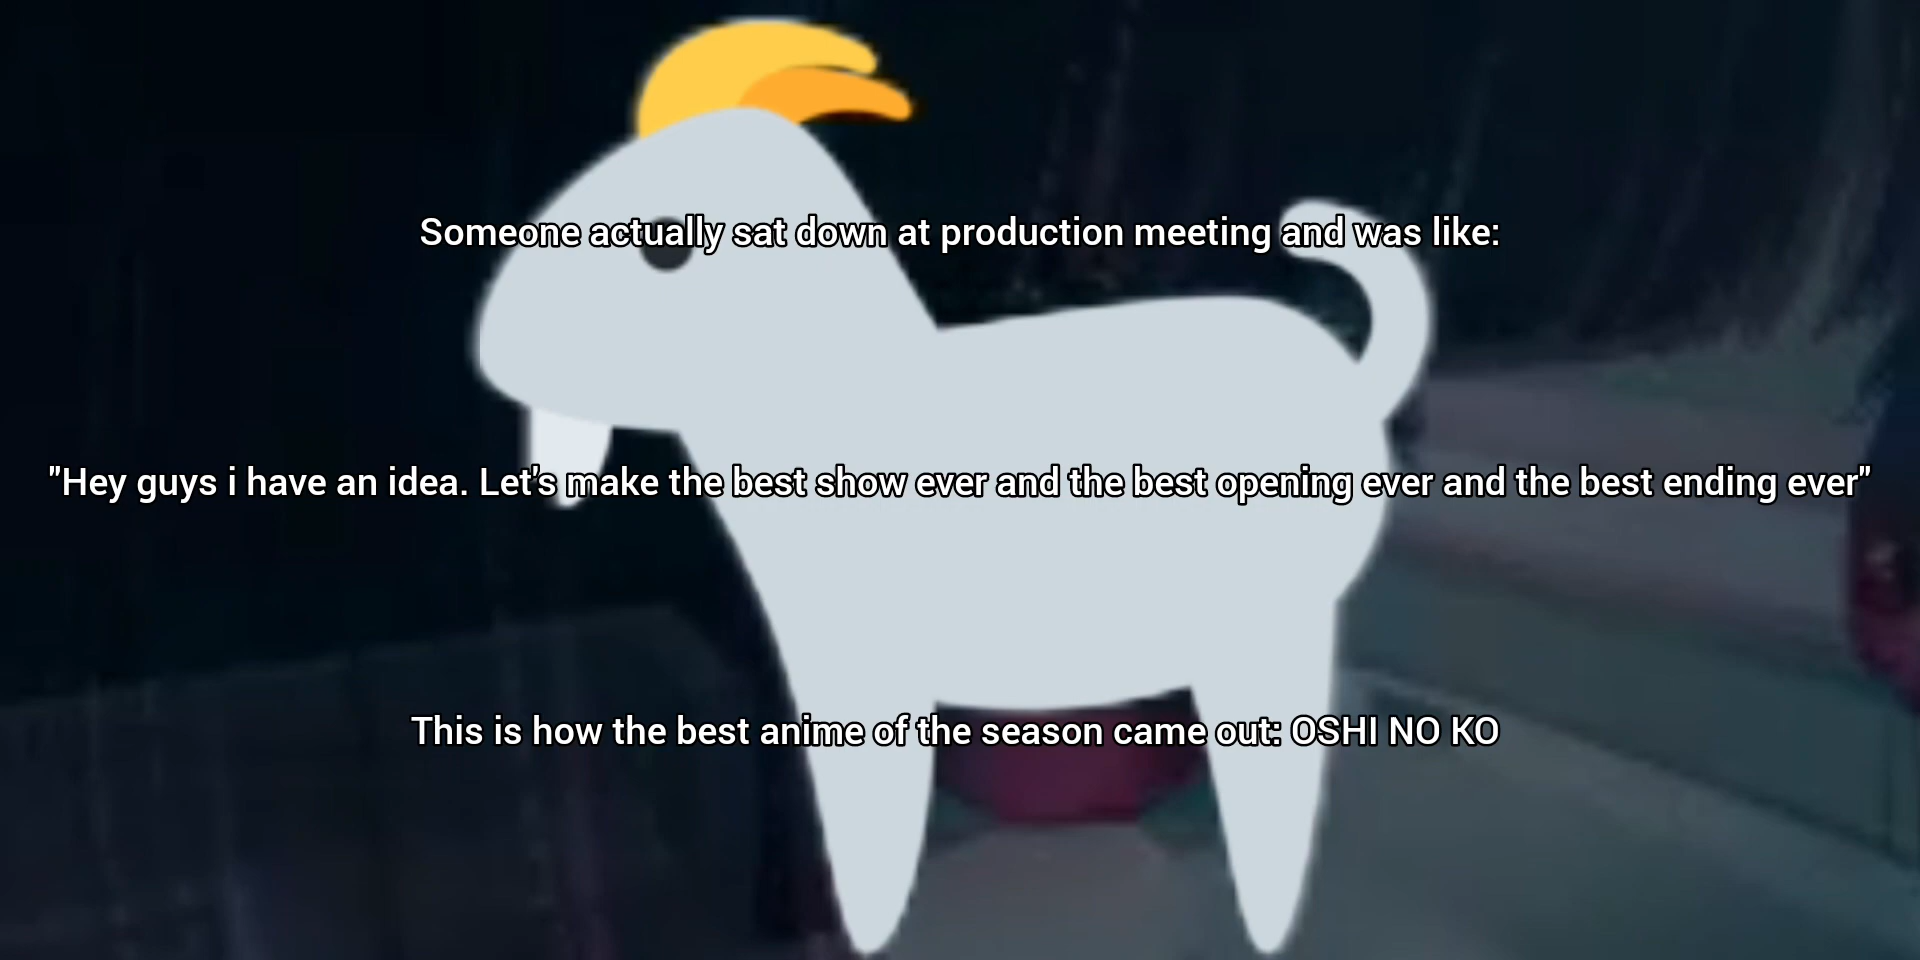 Someone actually sat down at production meeting and was like:
"Hey guys i have an idea. Let's make the best show ever and the best opening ever and the best ending ever"
This is how the best anime of the season came out: OSHI NO KO